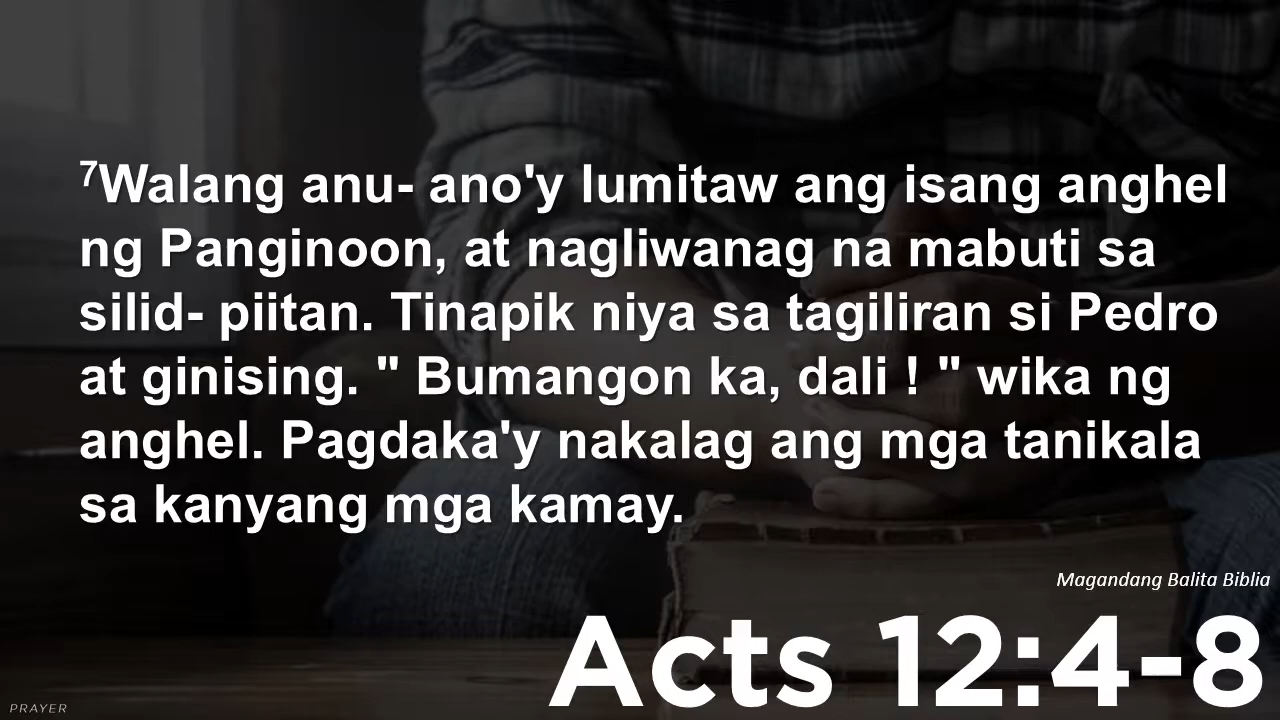 ⁷Walang anu- ano'y lumitaw ang isang anghel
ng Panginoon, at nagliwanag na mabuti sa
silid- piitan. Tinapik niya sa tagiliran si Pedro
at ginising. " Bumangon ka, dali ! " wika ng
anghel. Pagdaka'y nakalag ang mga tanikala
sa kanyang mga kamay.
Magandang Balita Biblia
Acts 12:4-8
PRAYER